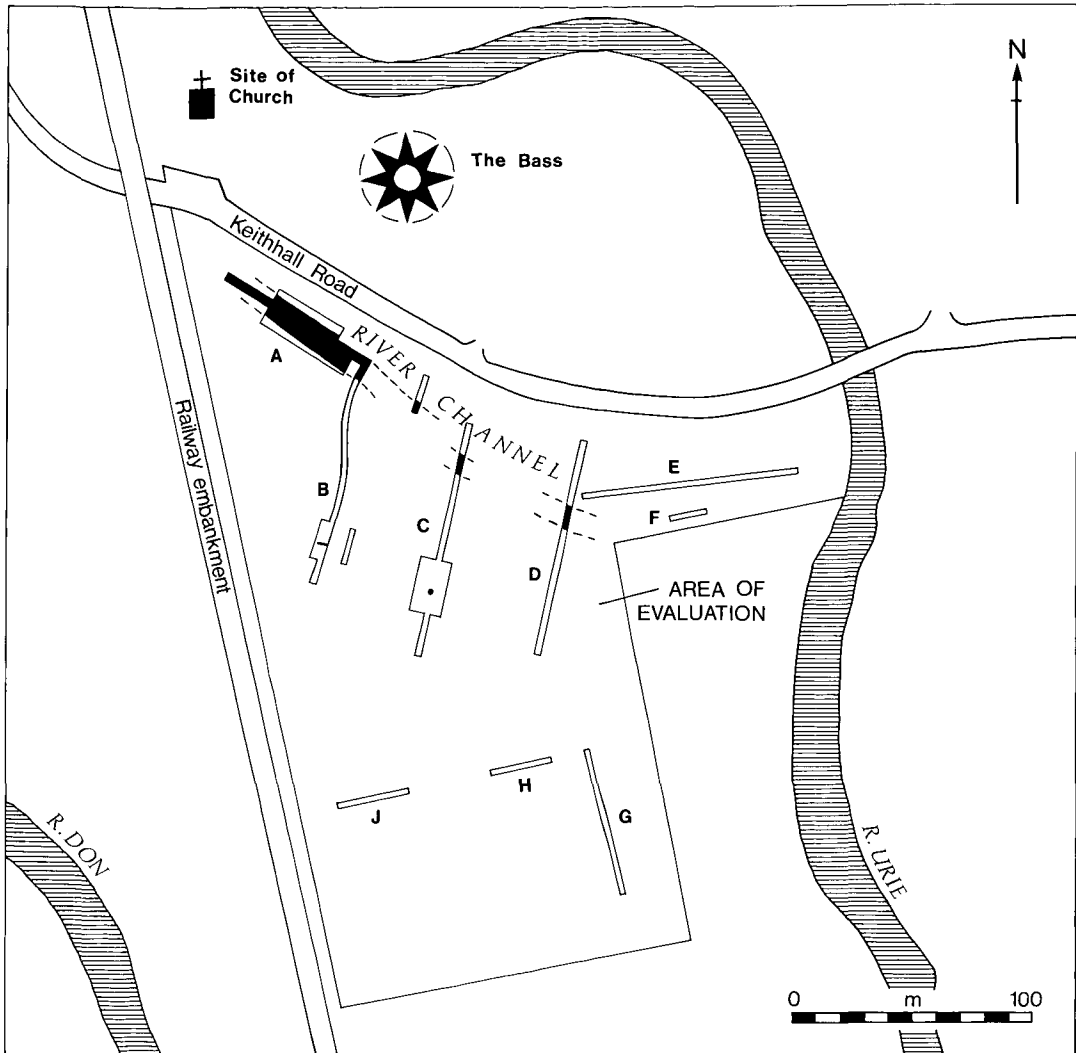 N
Site of
Church
The Bass
Keithhall Road
A
RIVER CHANNEL
Railway embankment
B
C
D
E
F
AREA OF
EVALUATION
H
J
G
R. DON
R. URIE
0 m 100